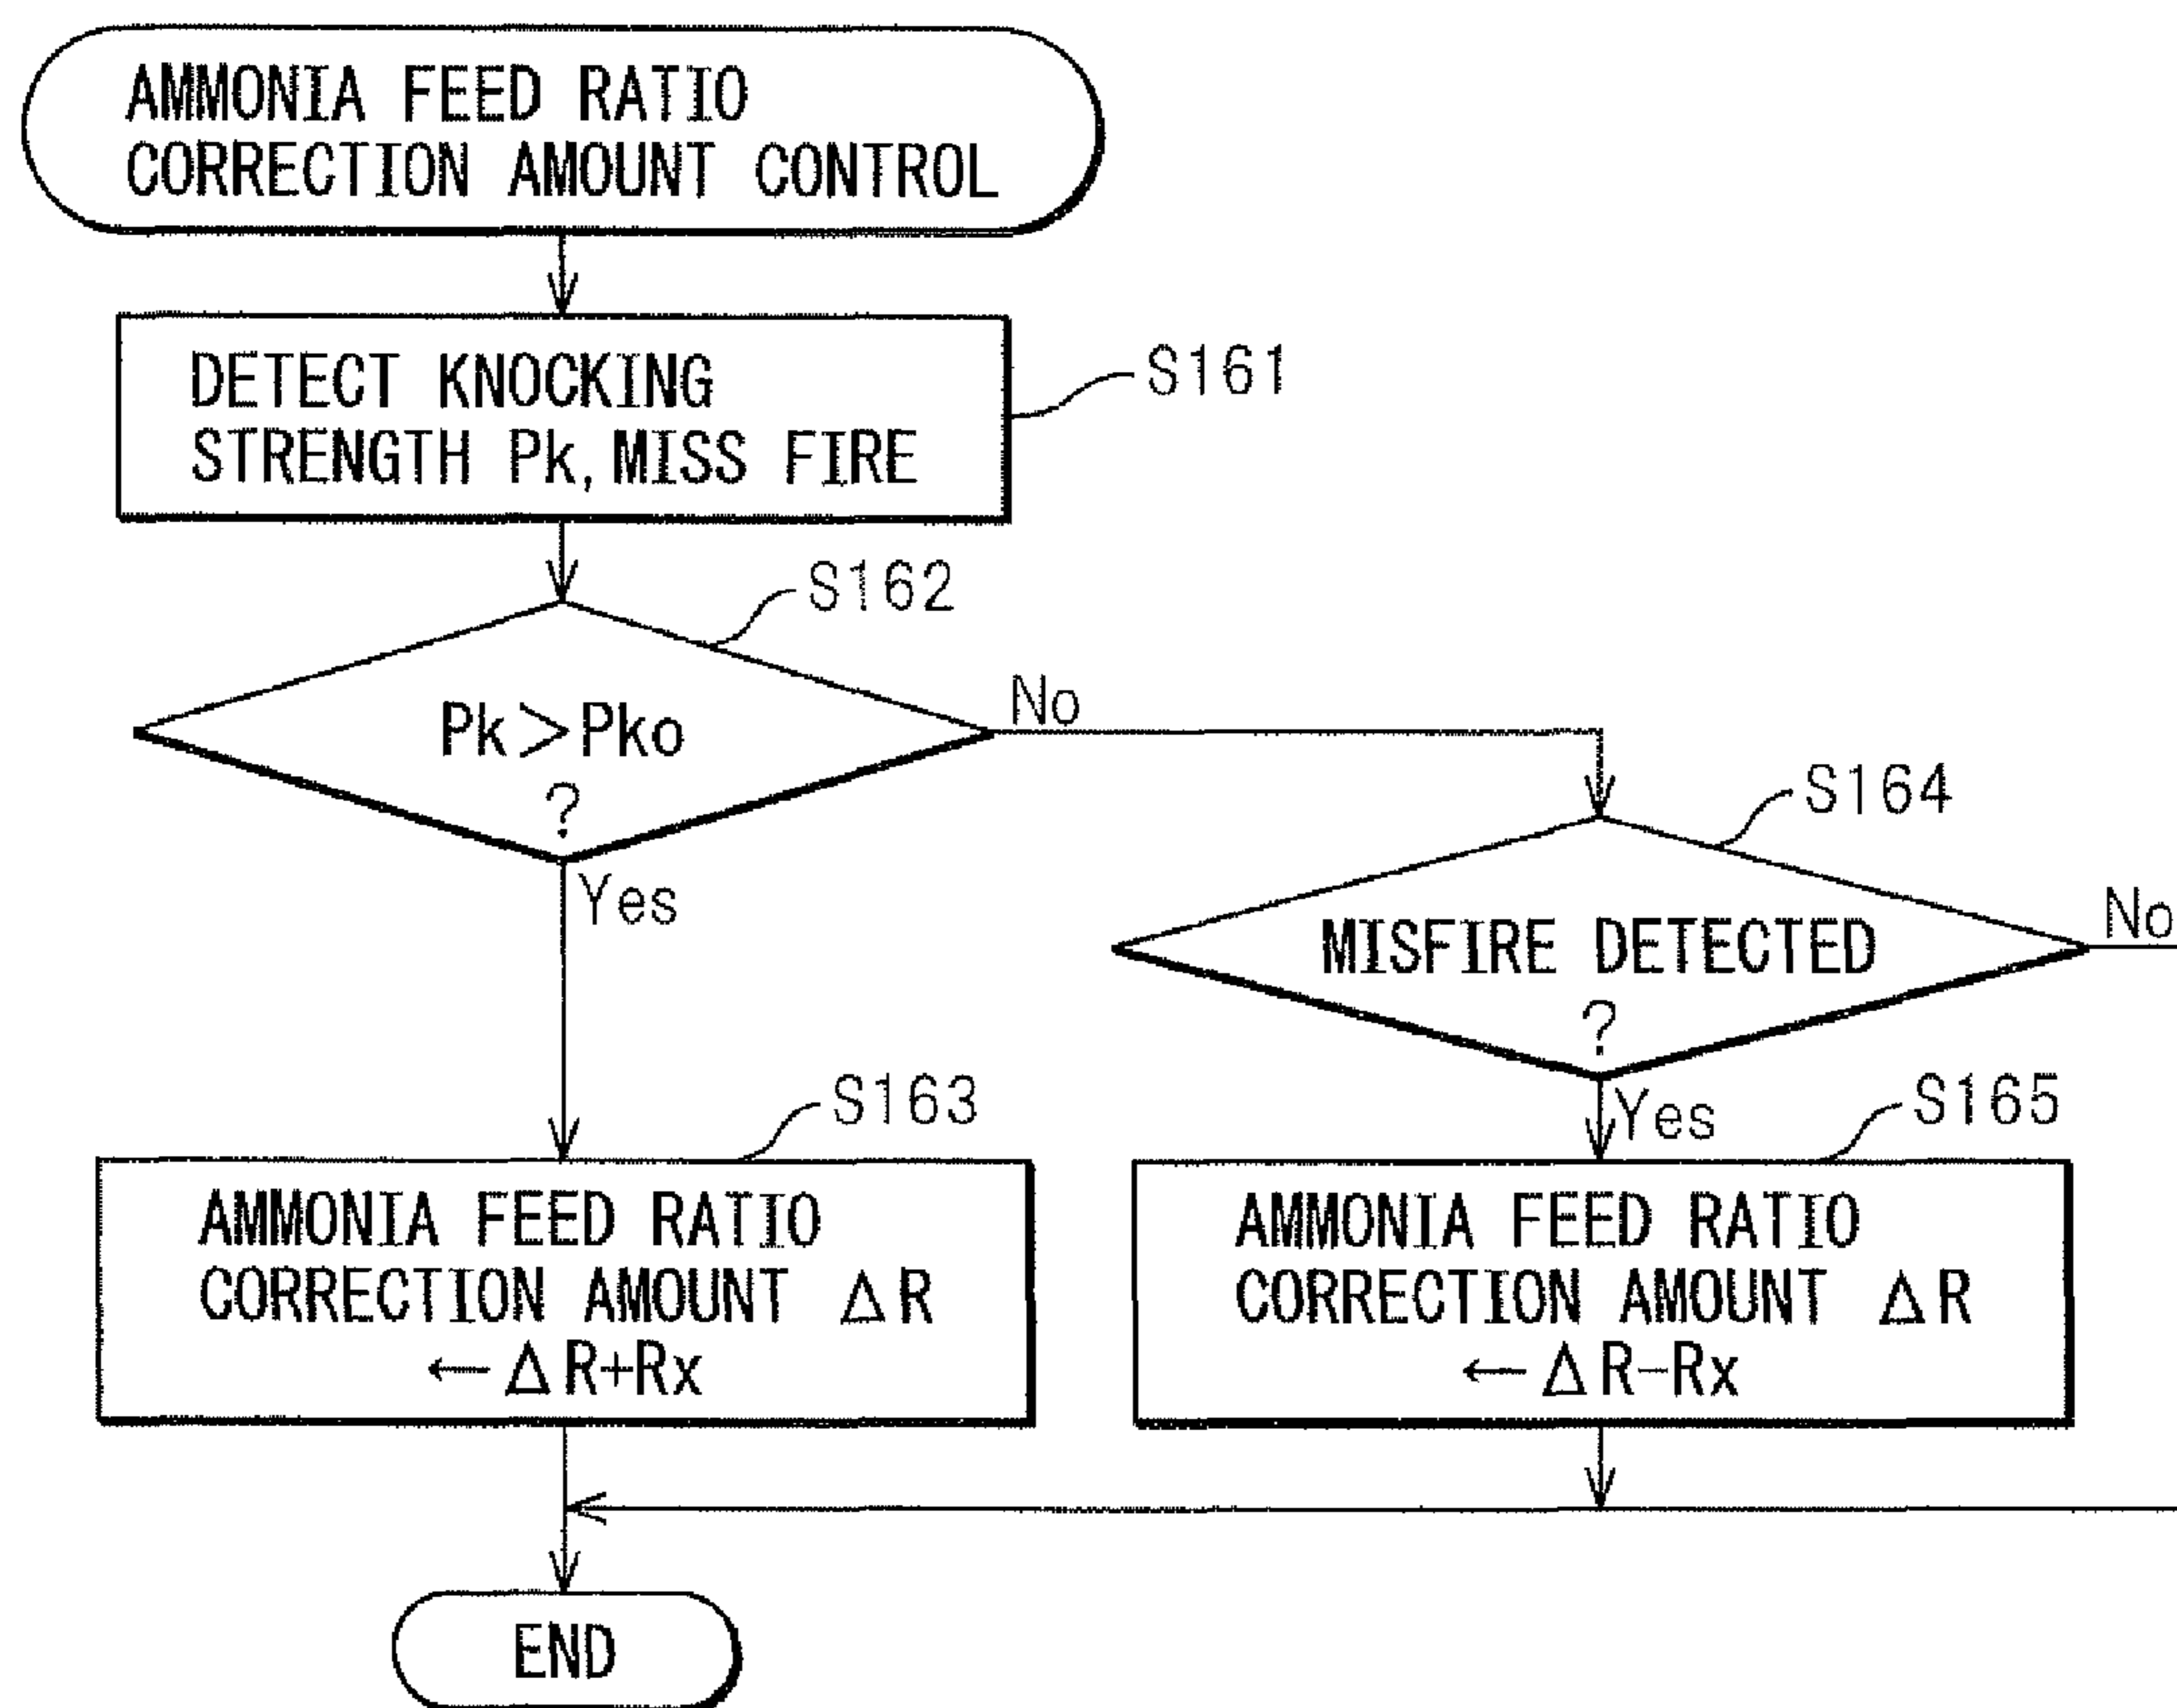 AMMONIA FEED RATIO
CORRECTION AMOUNT CONTROL
DETECT KNOCKING
STRENGTH Pk, MISS FIRE
S161
S162
Pk>Pko
?
No
Yes
S164
MISFIRE DETECTED
?
No
Yes
S163
AMMONIA FEED RATIO
CORRECTION AMOUNT ΔR
←ΔR+Rx
S165
AMMONIA FEED RATIO
CORRECTION AMOUNT ΔR
←ΔR-Rx
END